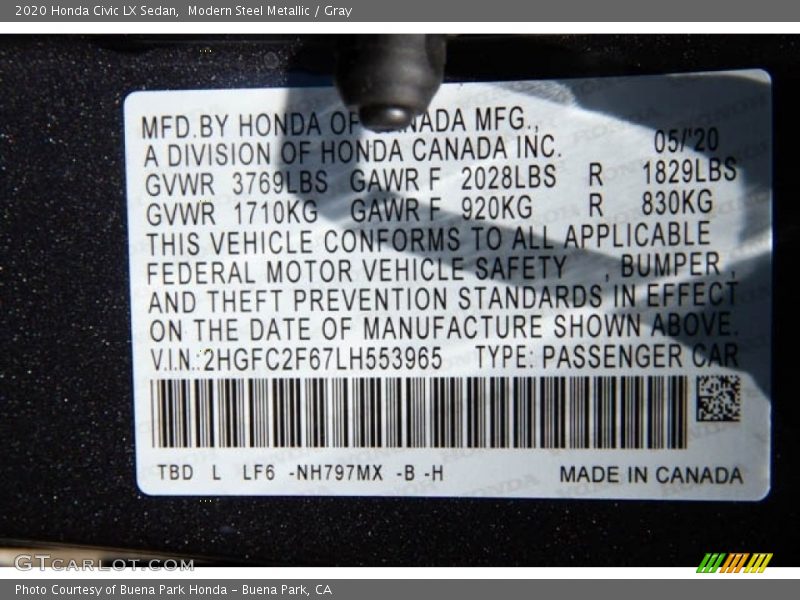 2020 Honda Civic LX Sedan, Modern Steel Metallic / Gray
MFD.BY HONDA OF CANADA MFG.,
A DIVISION OF HONDA CANADA INC. 05/'20
GVWR 3769LBS GAWR F 2028LBS R 1829LBS
GVWR 1710KG GAWR F 920KG R 830KG
THIS VEHICLE CONFORMS TO ALL APPLICABLE
FEDERAL MOTOR VEHICLE SAFETY , BUMPER ,
AND THEFT PREVENTION STANDARDS IN EFFECT
ON THE DATE OF MANUFACTURE SHOWN ABOVE.
V.I.N.:2HGFC2F67LH553965 TYPE: PASSENGER CAR
TBD L LF6 -NH797MX -B -H MADE IN CANADA
GTCARLOT.COM
Photo Courtesy of Buena Park Honda – Buena Park, CA